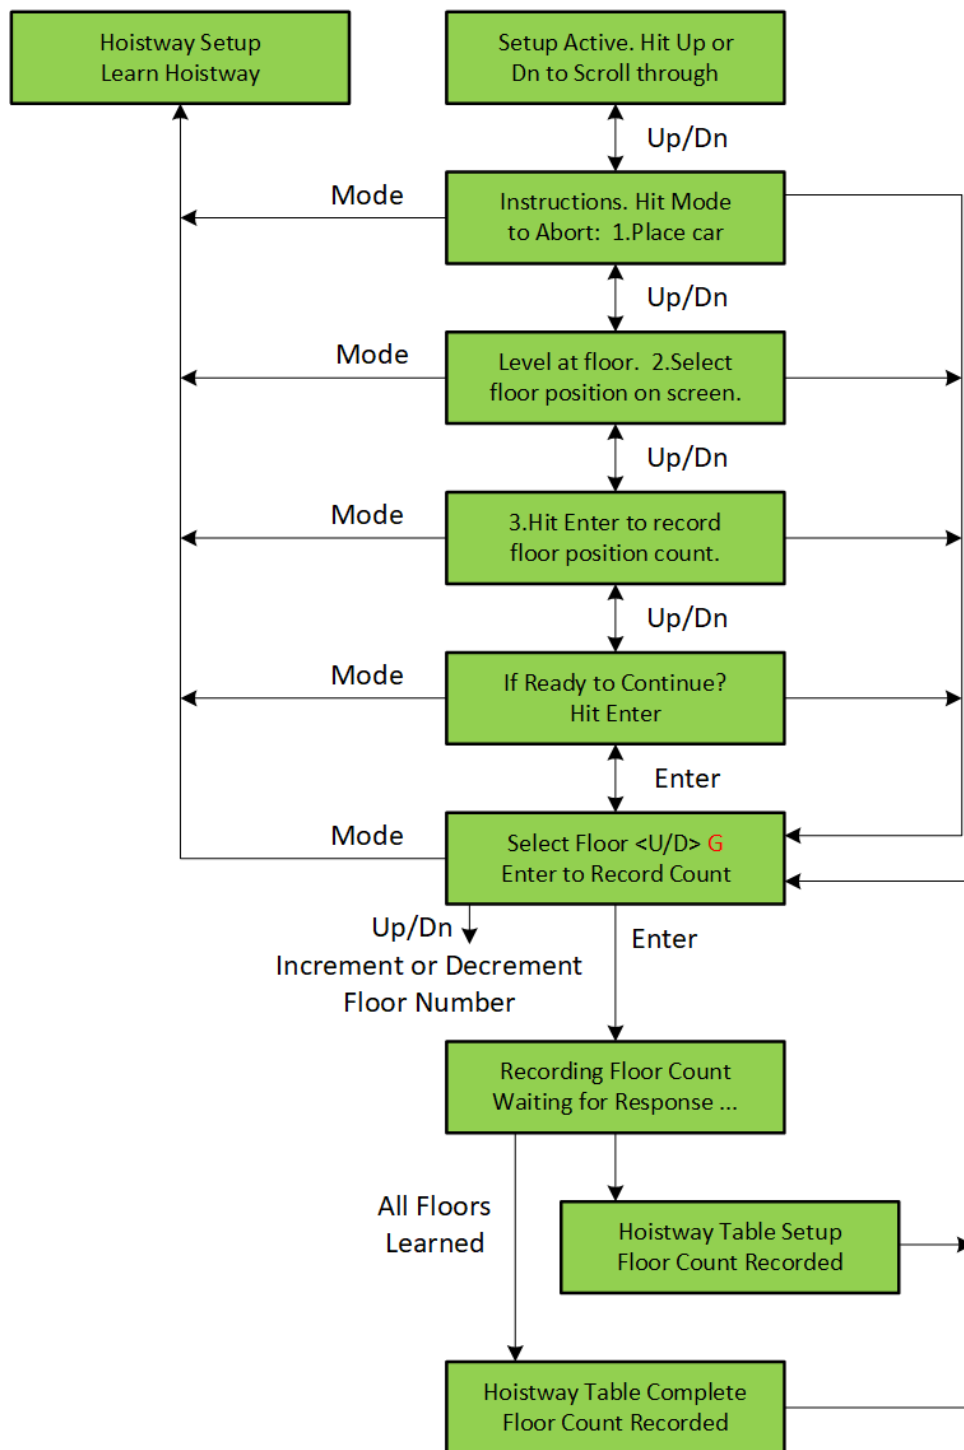 Hoistway Setup
Learn Hoistway
Setup Active. Hit Up or
Dn to Scroll through
Up/Dn
Mode
Instructions. Hit Mode
to Abort:  1.Place car
Up/Dn
Mode
Level at floor.  2.Select
floor position on screen.
Up/Dn
Mode
3.Hit Enter to record
floor position count.
Up/Dn
Mode
If Ready to Continue?
Hit Enter
Enter
Mode
Select Floor <U/D> G
Enter to Record Count
Up/Dn
Increment or Decrement
Floor Number
Enter
Recording Floor Count
Waiting for Response ...
All Floors
Learned
Hoistway Table Setup
Floor Count Recorded
Hoistway Table Complete
Floor Count Recorded